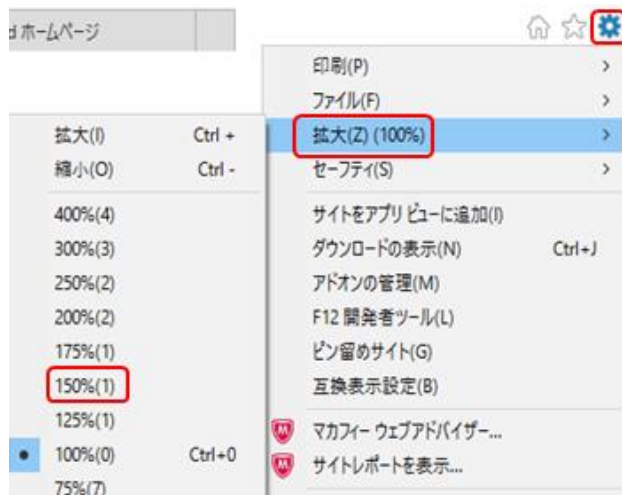 ホームページ
印刷(P)
ファイル(F)
拡大(Z) (100%)
セーフティ(S)
サイトをアプリ ビューに追加(I)
ダウンロードの表示(N) Ctrl+J
アドオンの管理(M)
F12 開発者ツール(L)
ピン留めサイト(G)
互換表示設定(B)
マカフィー ウェブアドバイザー...
サイトレポートを表示...
拡大(I) Ctrl +
縮小(O) Ctrl -
400%(4)
300%(3)
250%(2)
200%(2)
175%(1)
150%(1)
125%(1)
100%(0) Ctrl+0
75%(7)